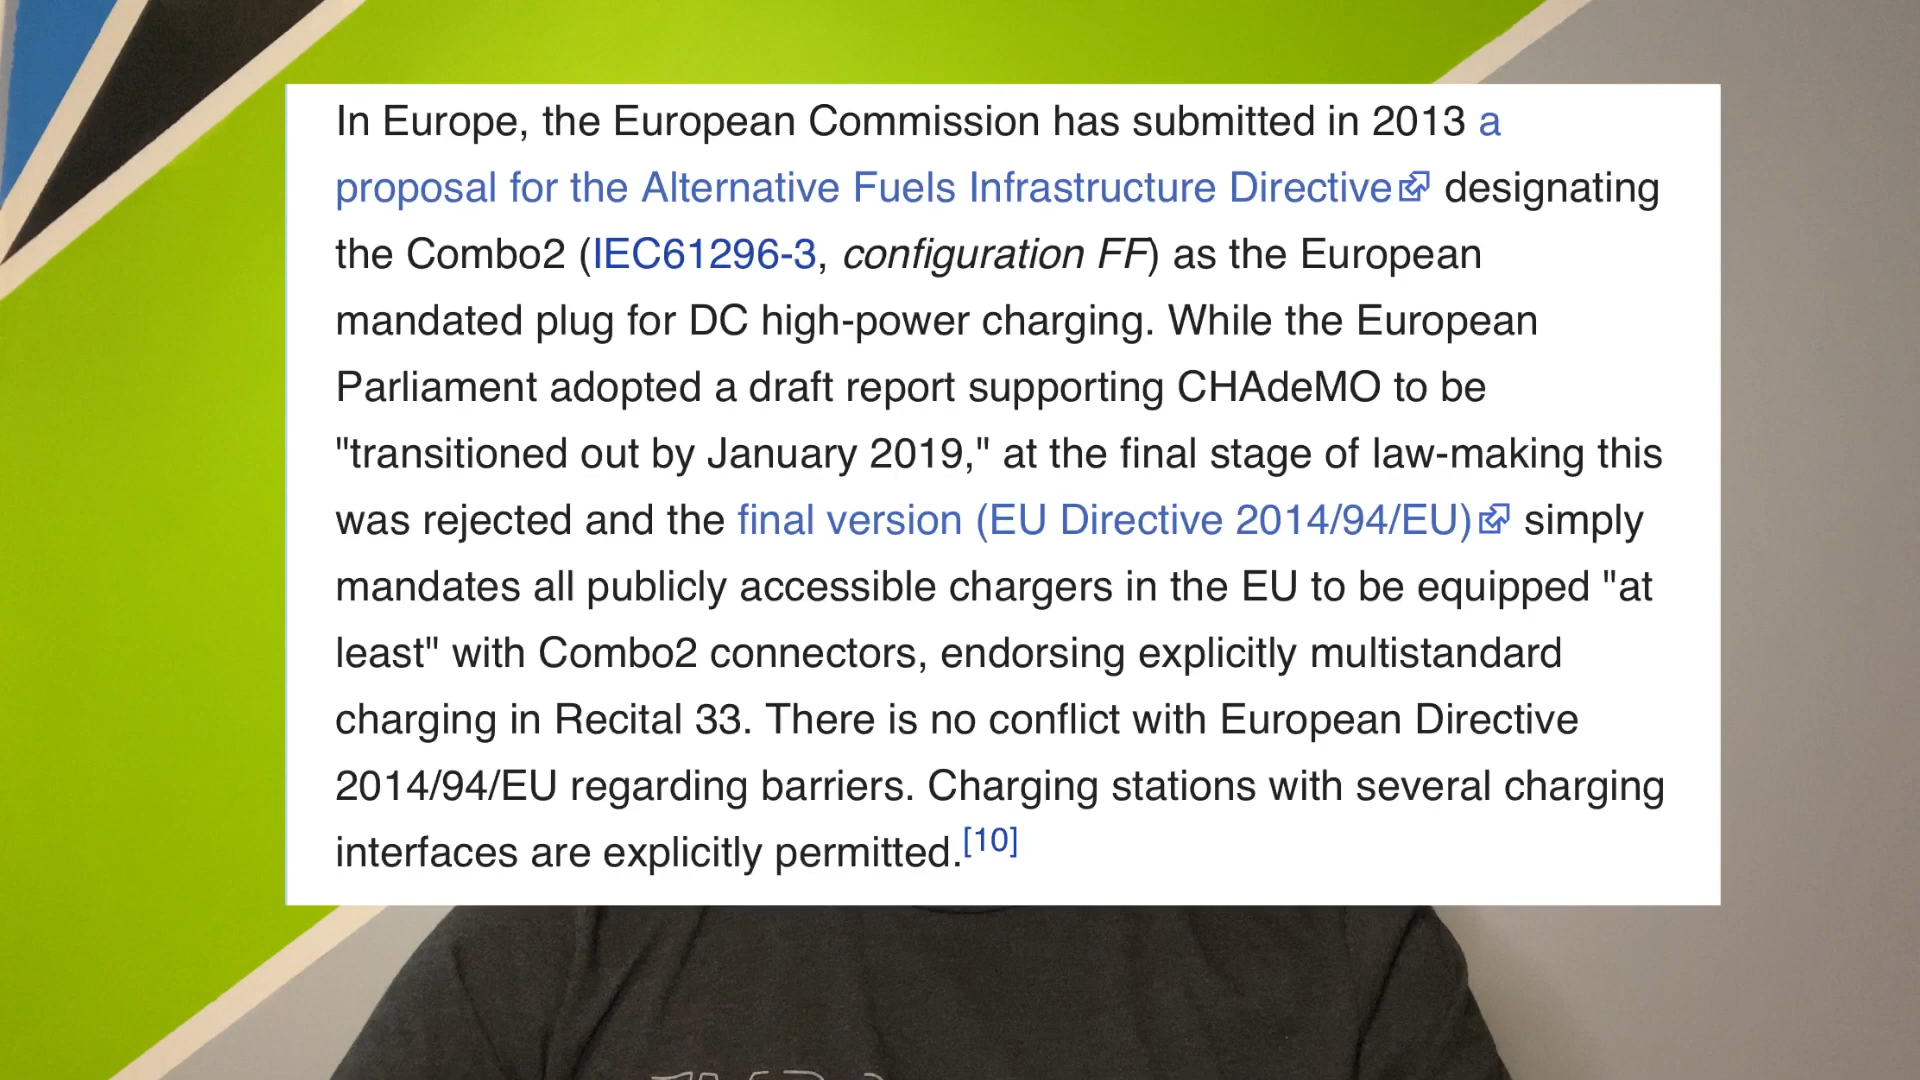 In Europe, the European Commission has submitted in 2013 a
proposal for the Alternative Fuels Infrastructure Directive designating
the Combo2 (IEC61296-3, configuration FF) as the European
mandated plug for DC high-power charging. While the European
Parliament adopted a draft report supporting CHAdeMO to be
"transitioned out by January 2019," at the final stage of law-making this
was rejected and the final version (EU Directive 2014/94/EU) simply
mandates all publicly accessible chargers in the EU to be equipped "at
least" with Combo2 connectors, endorsing explicitly multistandard
charging in Recital 33. There is no conflict with European Directive
2014/94/EU regarding barriers. Charging stations with several charging
interfaces are explicitly permitted.[10]